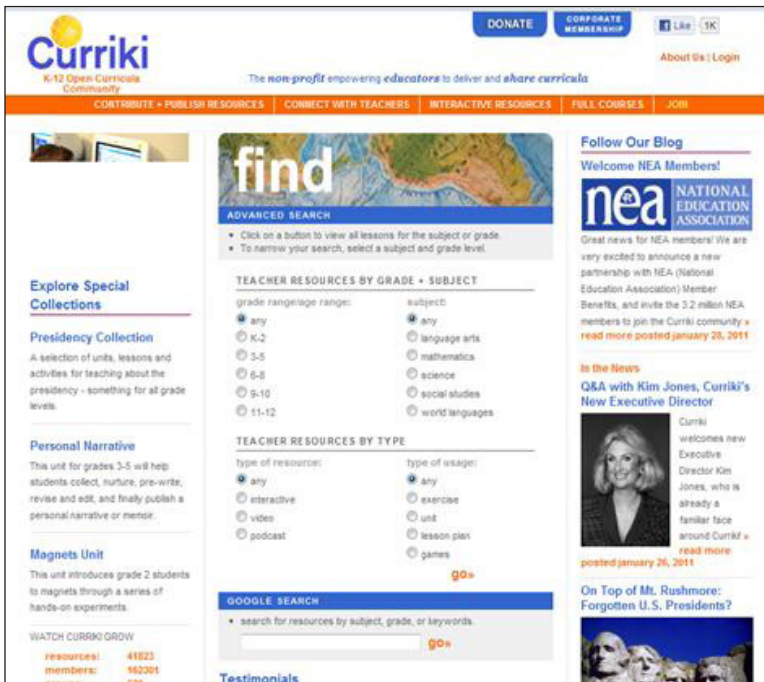 DONATE
CORPORATE
MEMBERSHIP
Like 1K
Curriki
K-12 Open Curricula
Community
About Us | Login
The non-profit empowering educators to deliver and share curricula
CONTRIBUTE + PUBLISH RESOURCES
CONNECT WITH TEACHERS
INTERACTIVE RESOURCES
FULL COURSES
JOIN
Explore Special
Collections
Presidency Collection
A selection of units, lessons and
activities for teaching about the
presidency - something for all grade
levels.
Personal Narrative
This unit for grades 3-5 will help
students collect, nurture, pre-write,
revise and edit, and finally publish a
personal narrative or memoir.
Magnets Unit
This unit introduces grade 2 students
to magnets through a series of
hands-on experiments.
WATCH CURRIKI GROW
resources: 41823
members: 162301
find
ADVANCED SEARCH
• Click on a button to view all lessons for the subject or grade.
• To narrow your search, select a subject and grade level.
TEACHER RESOURCES BY GRADE + SUBJECT
grade range/age range:
any
K-2
3-5
6-8
9-10
11-12
subject:
any
language arts
mathematics
science
social studies
world languages
TEACHER RESOURCES BY TYPE
type of resource:
any
interactive
video
podcast
type of usage:
any
exercise
unit
lesson plan
games
go»
GOOGLE SEARCH
• search for resources by subject, grade, or keywords.
go»
Testimonials
Follow Our Blog
Welcome NEA Members!
nea NATIONAL
EDUCATION
ASSOCIATION
Great news for NEA members! We are
very excited to announce a new
partnership with NEA (National
Education Association) Member
Benefits, and invite the 3.2 million NEA
members to join the Curriki community »
read more posted january 28, 2011
In the News
Q&A with Kim Jones, Curriki's
New Executive Director
Curriki
welcomes new
Executive
Director Kim
Jones, who is
already a
familiar face
around Curriki! »
read more
posted january 26, 2011
On Top of Mt. Rushmore:
Forgotten U.S. Presidents?